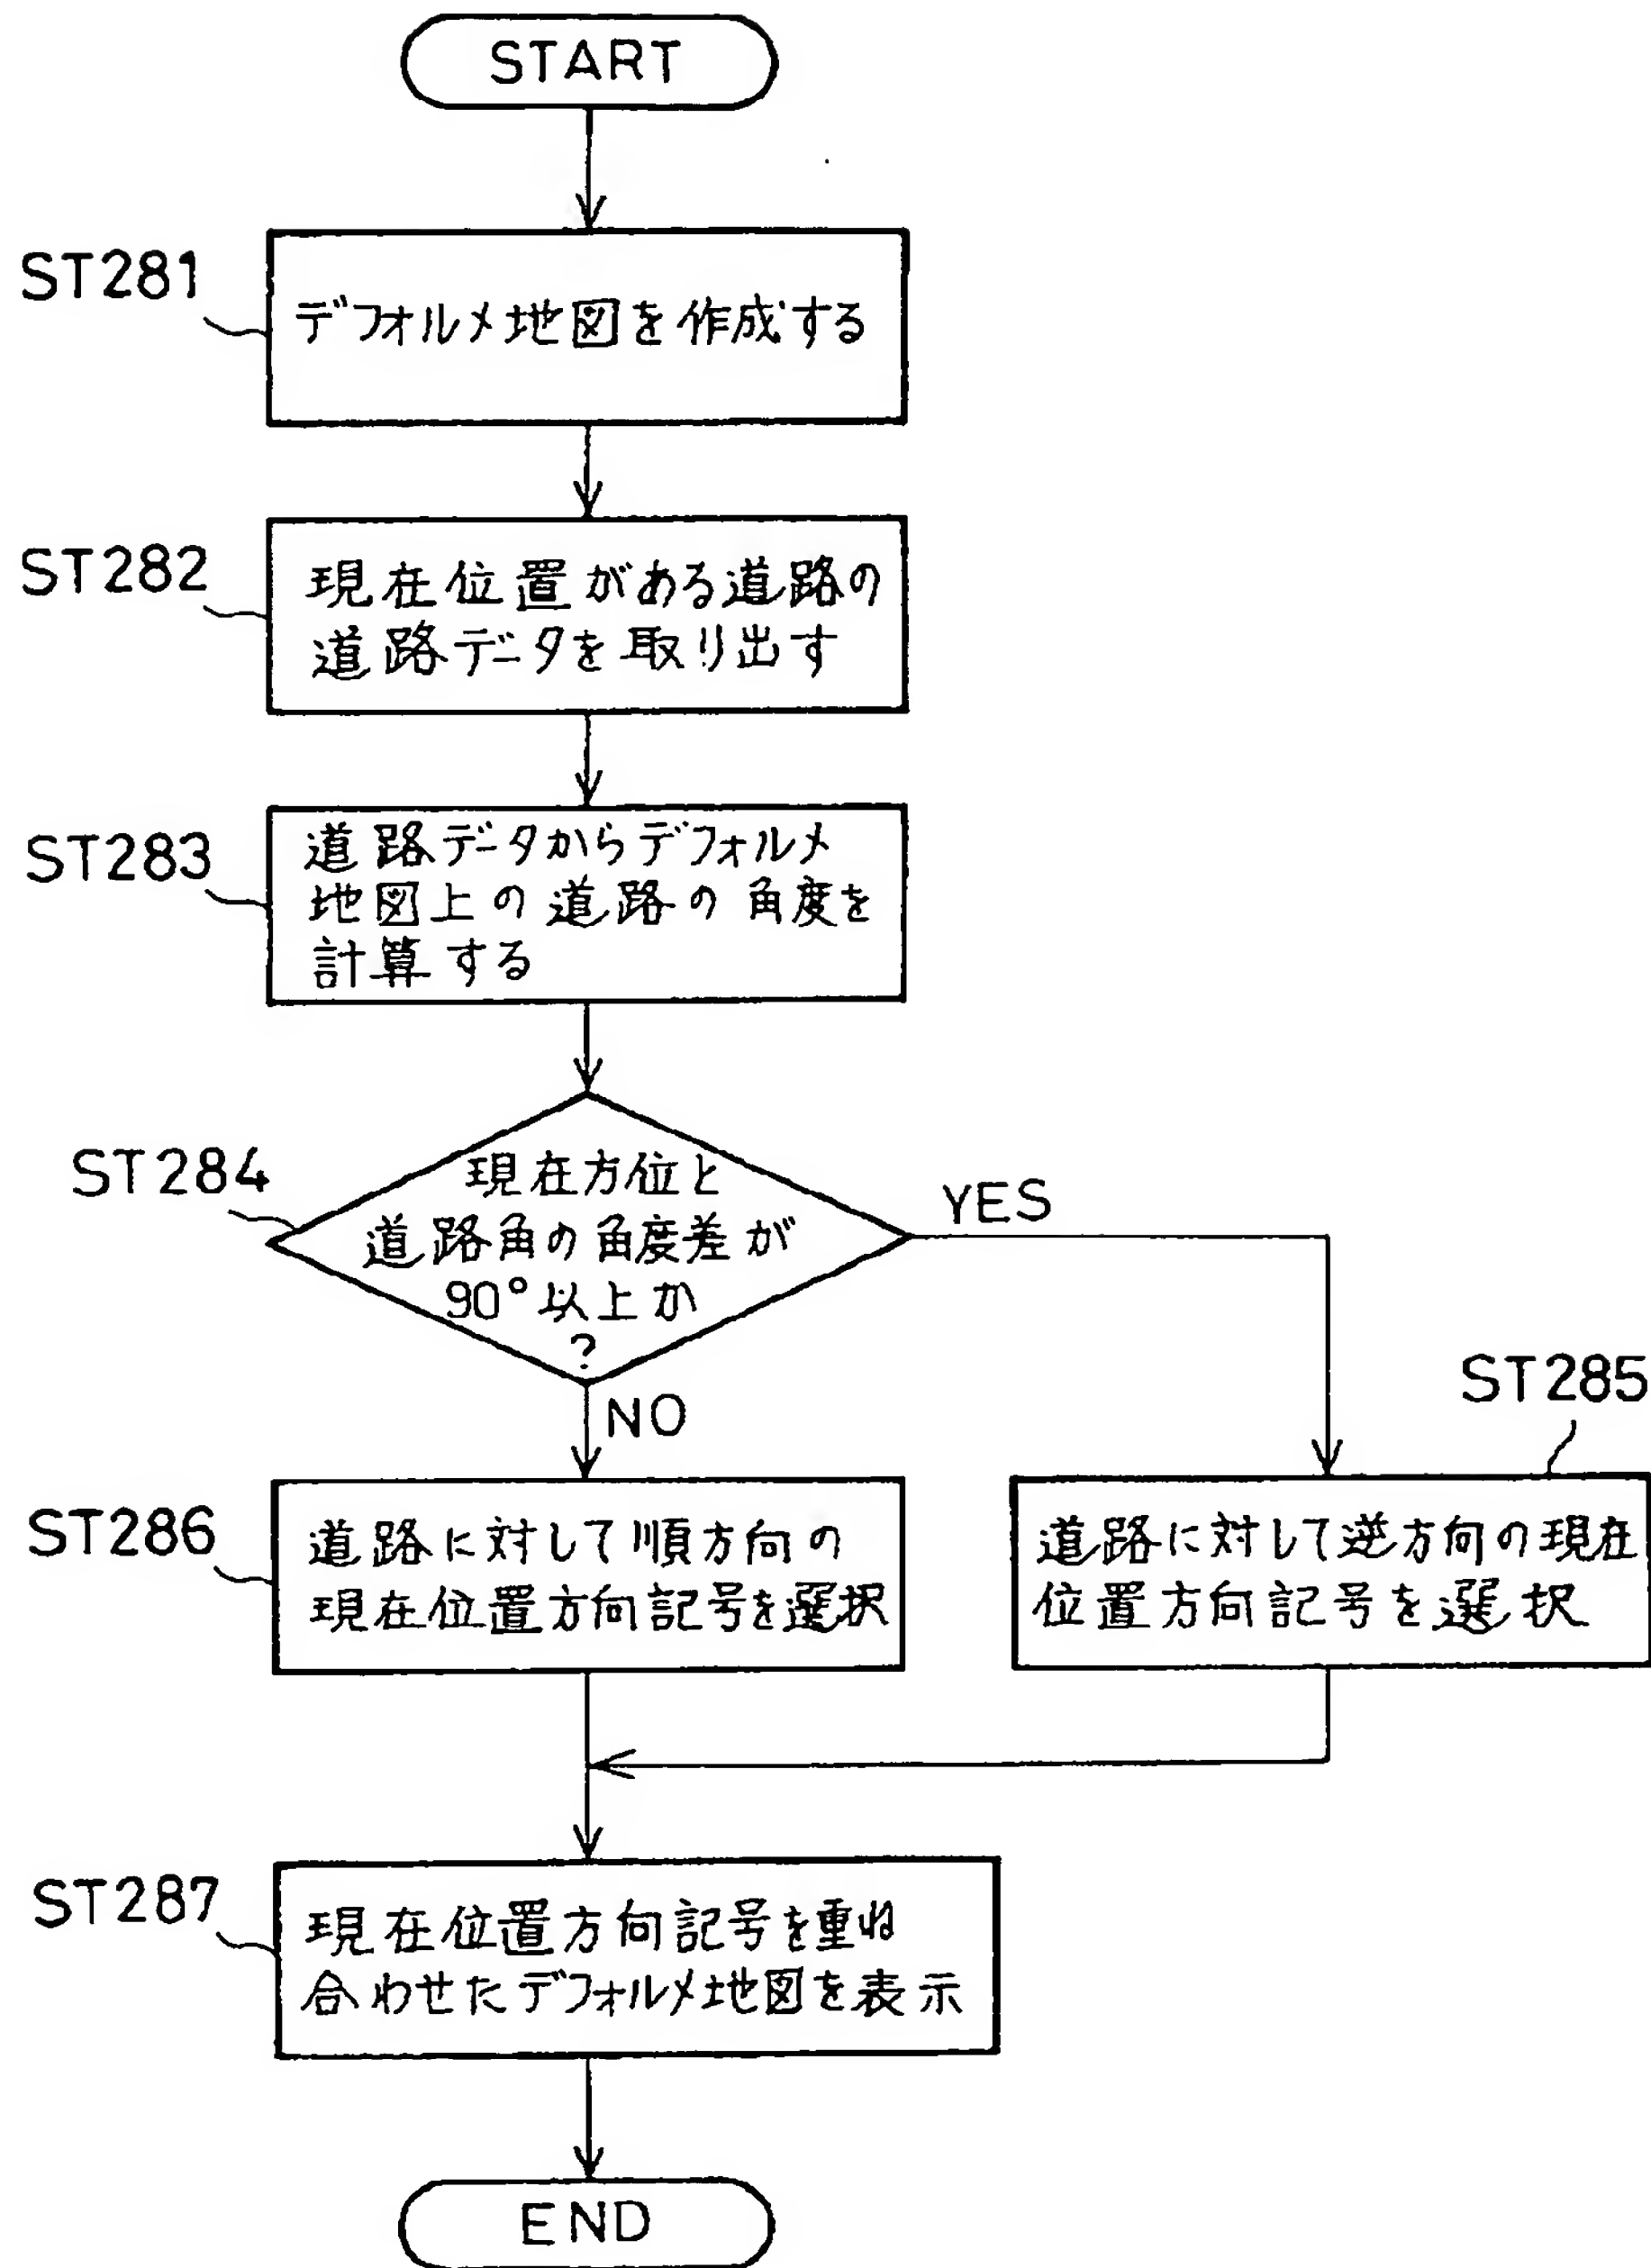 START
ST281
デフォルメ地図を作成する
ST282
現在位置がある道路の
道路データを取り出す
ST283
道路データからデフォルメ
地図上の道路の角度を
計算する
ST284
現在方位と
道路角の角度差が
90°以上か
?
YES
NO
ST285
道路に対して逆方向の現在
位置方向記号を選択
ST286
道路に対して順方向の
現在位置方向記号を選択
ST287
現在位置方向記号を重ね
合わせたデフォルメ地図を表示
END